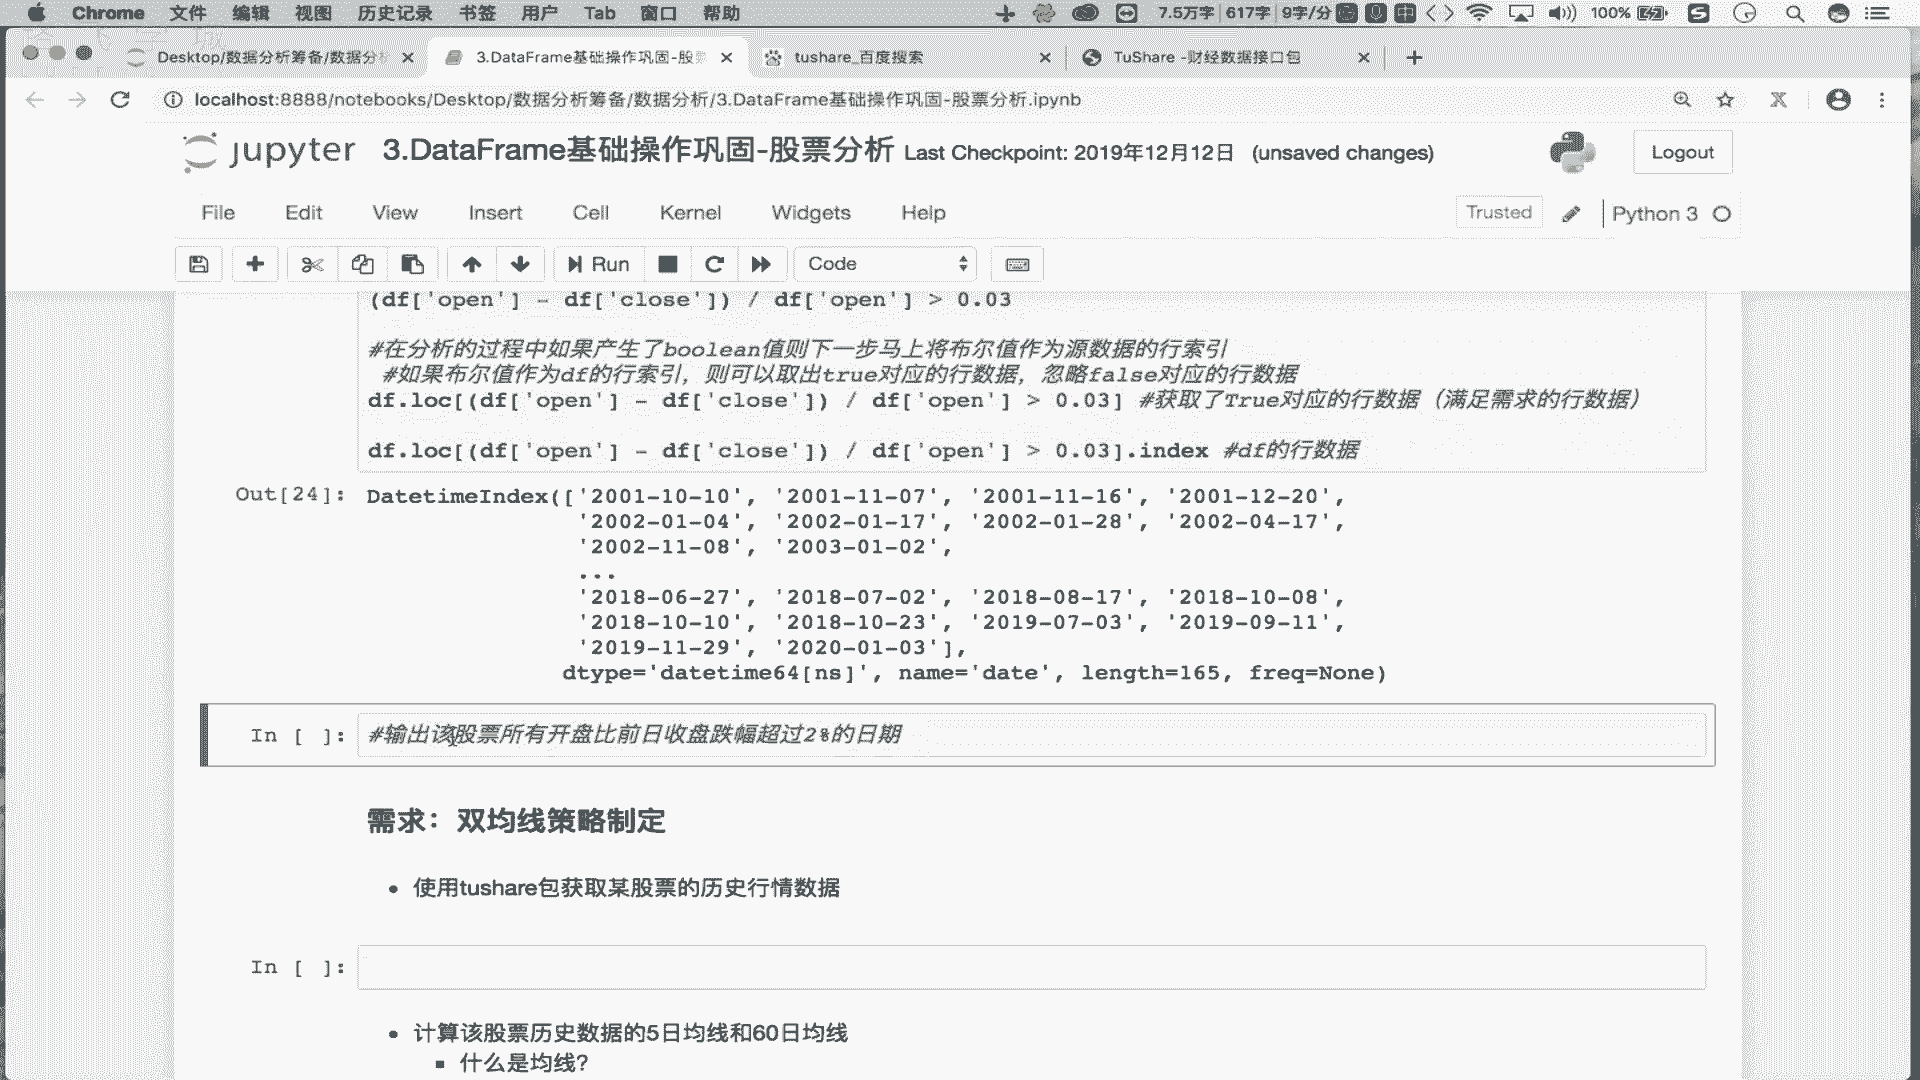 Chrome 文件 编辑 视图 历史记录 书签 用户 Tab 窗口 帮助 7.5万字 617字 9字/分 中 100%
Desktop/数据分析筹备/数据分析 3.DataFrame基础操作巩固-股票 tushare_百度搜索 TuShare -财经数据接口包
localhost:8888/notebooks/Desktop/数据分析筹备/数据分析/3.DataFrame基础操作巩固-股票分析.ipynb
jupyter 3.DataFrame基础操作巩固-股票分析 Last Checkpoint: 2019年12月12日 (unsaved changes) Logout
File Edit View Insert Cell Kernel Widgets Help Trusted Python 3
Run Code
(df['open'] - df['close']) / df['open'] > 0.03
#在分析的过程中如果产生了boolean值则下一步马上将布尔值作为源数据的行索引
#如果布尔值作为df的行索引，则可以取出true对应的行数据，忽略false对应的行数据
df.loc[(df['open'] - df['close']) / df['open'] > 0.03] #获取了True对应的行数据（满足需求的行数据）
df.loc[(df['open'] - df['close']) / df['open'] > 0.03].index #df的行数据
Out[24]: DatetimeIndex(['2001-10-10', '2001-11-07', '2001-11-16', '2001-12-20',
'2002-01-04', '2002-01-17', '2002-01-28', '2002-04-17',
'2002-11-08', '2003-01-02',
...
'2018-06-27', '2018-07-02', '2018-08-17', '2018-10-08',
'2018-10-10', '2018-10-23', '2019-07-03', '2019-09-11',
'2019-11-29', '2020-01-03'],
dtype='datetime64[ns]', name='date', length=165, freq=None)
In [ ]: #输出该股票所有开盘比前日收盘跌幅超过2%的日期
需求：双均线策略制定
• 使用tushare包获取某股票的历史行情数据
In [ ]:
• 计算该股票历史数据的5日均线和60日均线
▪ 什么是均线?